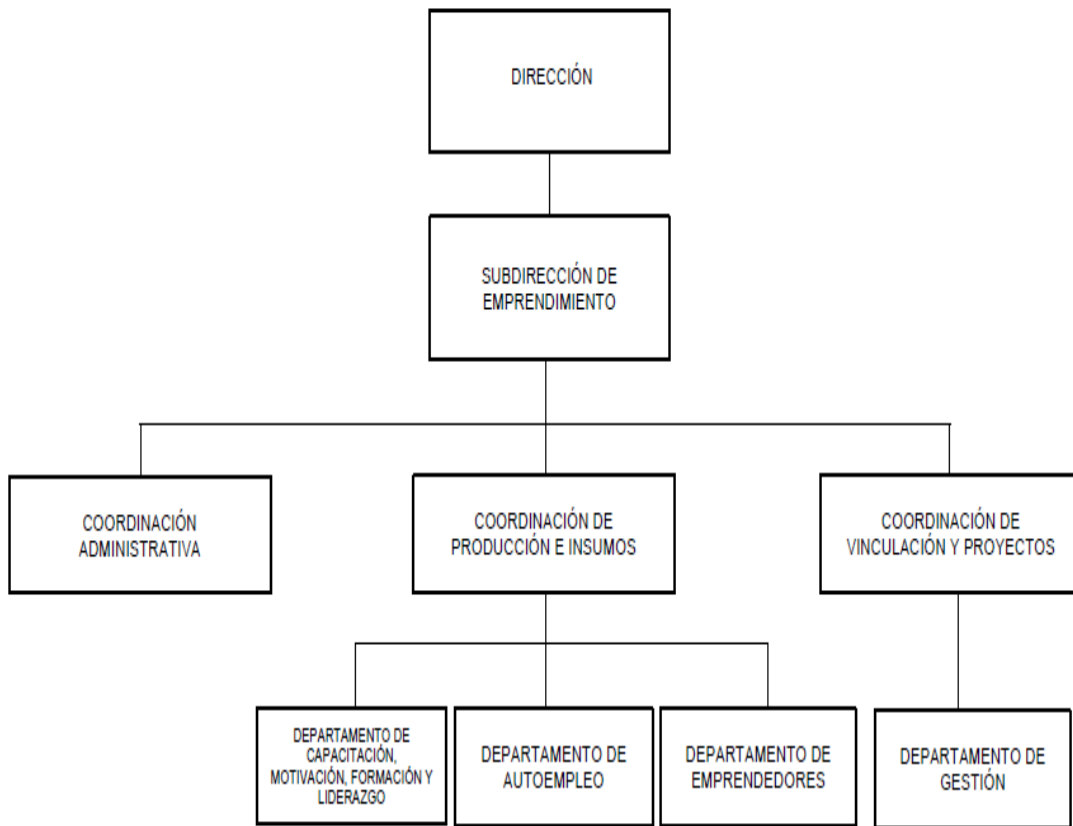 DIRECCIÓN
SUBDIRECCIÓN DE
EMPRENDIMIENTO
COORDINACIÓN
ADMINISTRATIVA
COORDINACIÓN DE
PRODUCCIÓN E INSUMOS
COORDINACIÓN DE
VINCULACIÓN Y PROYECTOS
DEPARTAMENTO DE
CAPACITACIÓN,
MOTIVACIÓN, FORMACIÓN Y
LIDERAZGO
DEPARTAMENTO DE
AUTOEMPLEO
DEPARTAMENTO DE
EMPRENDEDORES
DEPARTAMENTO DE
GESTIÓN